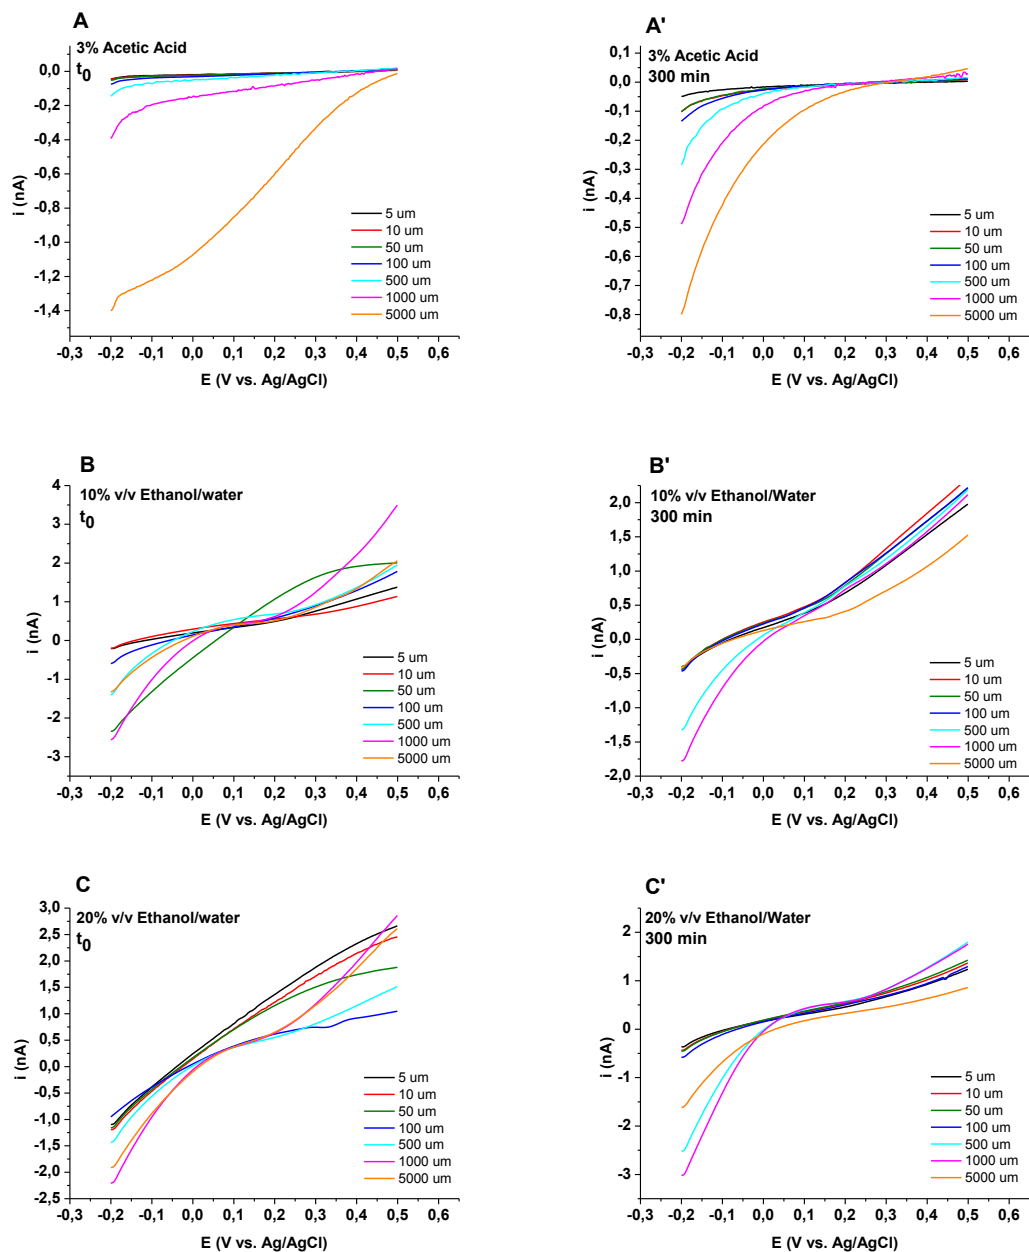 A
3% Acetic Acid
t0
0,0
-0,2
-0,4
-0,6
-0,8
-1,0
-1,2
-1,4
i (nA)
5 um
10 um
50 um
100 um
500 um
1000 um
5000 um
-0,3 -0,2 -0,1 0,0 0,1 0,2 0,3 0,4 0,5 0,6
E (V vs. Ag/AgCl)
A'
3% Acetic Acid
300 min
0,1
0,0
-0,1
-0,2
-0,3
-0,4
-0,5
-0,6
-0,7
-0,8
i (nA)
5 um
10 um
50 um
100 um
500 um
1000 um
5000 um
-0,3 -0,2 -0,1 0,0 0,1 0,2 0,3 0,4 0,5 0,6
E (V vs. Ag/AgCl)
B
10% v/v Ethanol/water
t0
4
3
2
1
0
-1
-2
-3
i (nA)
5 um
10 um
50 um
100 um
500 um
1000 um
5000 um
-0,3 -0,2 -0,1 0,0 0,1 0,2 0,3 0,4 0,5 0,6
E (V vs. Ag/AgCl)
B'
10% v/v Ethanol/Water
300 min
2,0
1,5
1,0
0,5
0,0
-0,5
-1,0
-1,5
-2,0
i (nA)
5 um
10 um
50 um
100 um
500 um
1000 um
5000 um
-0,3 -0,2 -0,1 0,0 0,1 0,2 0,3 0,4 0,5 0,6
E (V vs. Ag/AgCl)
C
20% v/v Ethanol/water
t0
3,0
2,5
2,0
1,5
1,0
0,5
0,0
-0,5
-1,0
-1,5
-2,0
-2,5
i (nA)
5 um
10 um
50 um
100 um
500 um
1000 um
5000 um
-0,3 -0,2 -0,1 0,0 0,1 0,2 0,3 0,4 0,5 0,6
E (V vs. Ag/AgCl)
C'
20% v/v Ethanol/Water
300 min
2
1
0
-1
-2
-3
i (nA)
5 um
10 um
50 um
100 um
500 um
1000 um
5000 um
-0,3 -0,2 -0,1 0,0 0,1 0,2 0,3 0,4 0,5 0,6
E (V vs. Ag/AgCl)